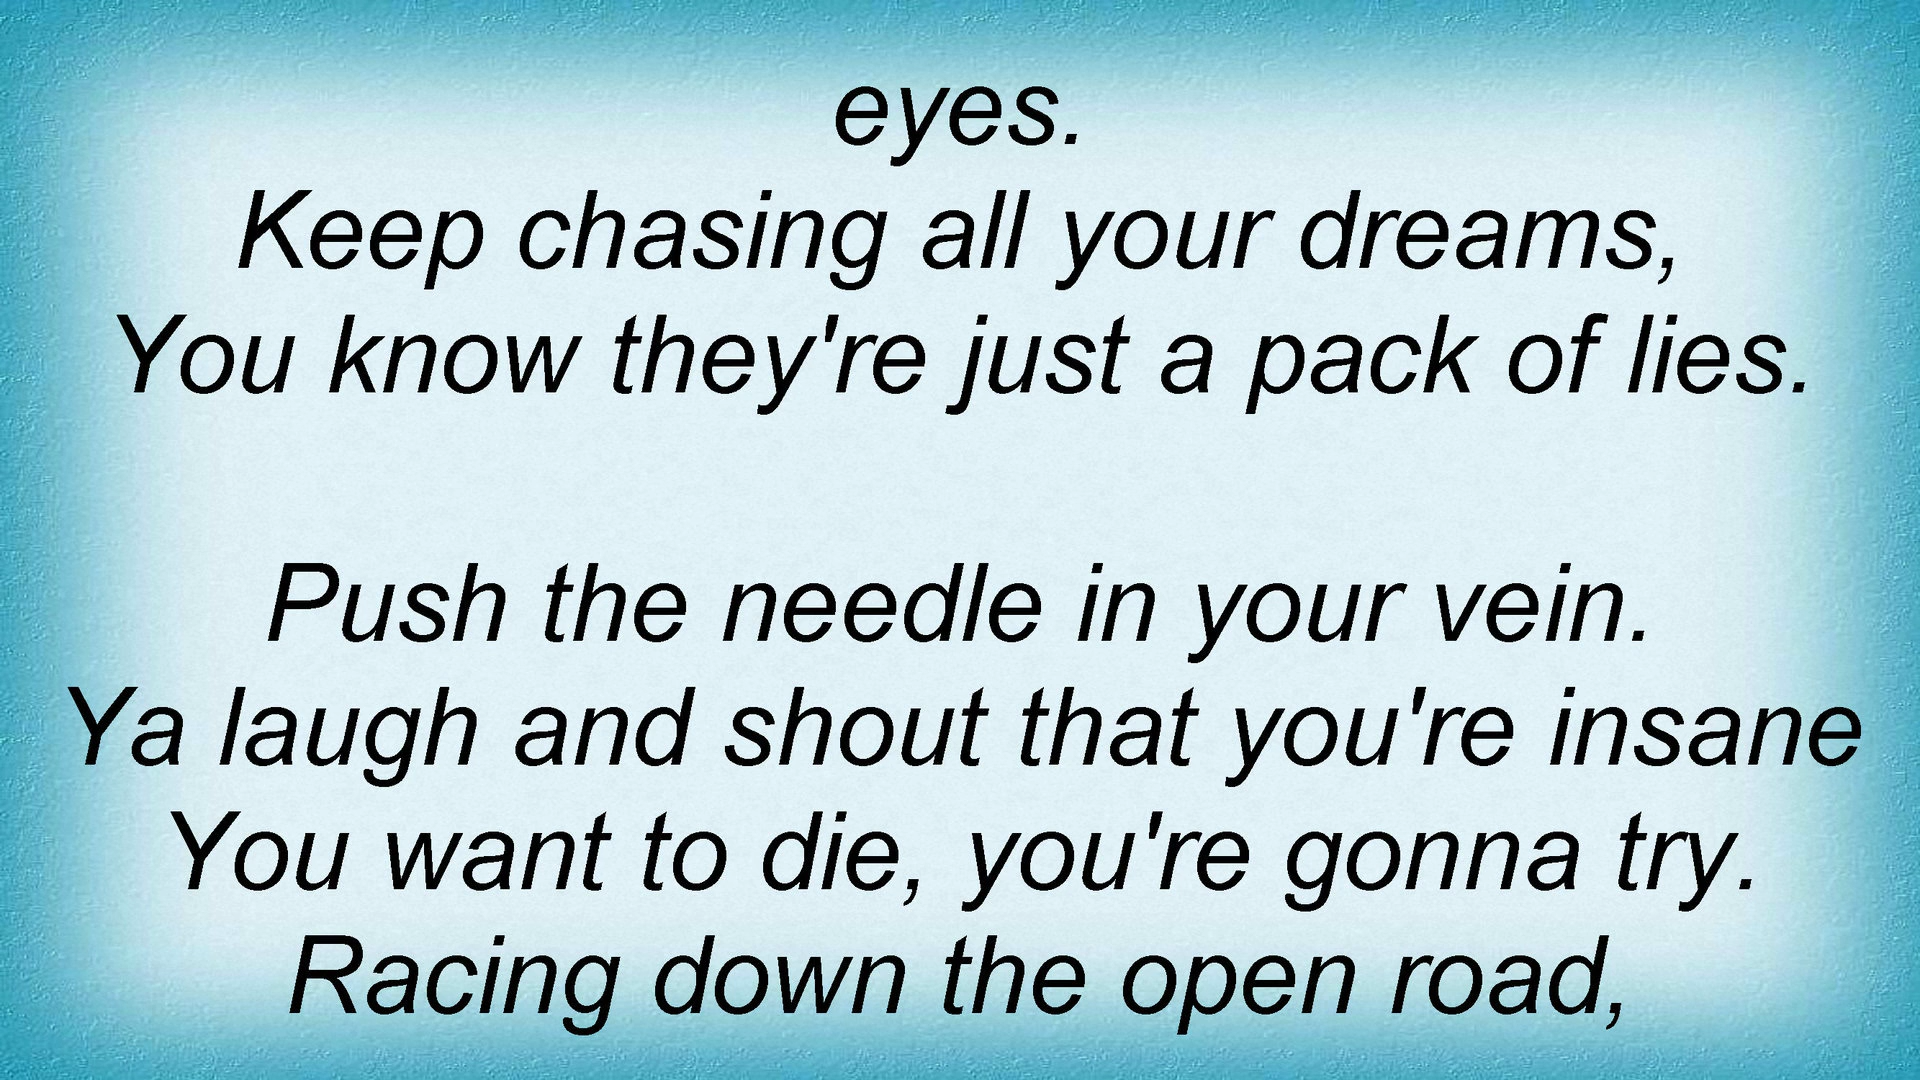 eyes.
Keep chasing all your dreams,
You know they're just a pack of lies.
Push the needle in your vein.
Ya laugh and shout that you're insane
You want to die, you're gonna try.
Racing down the open road,